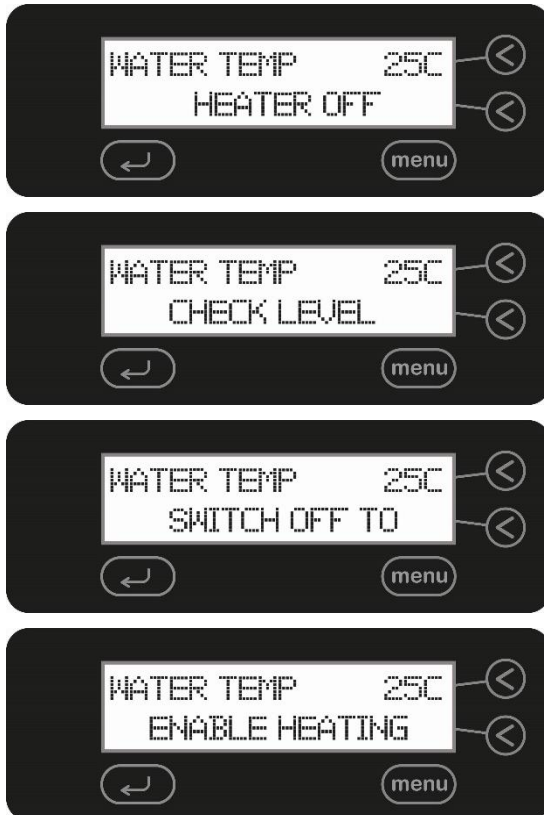 WATER TEMP 25C
HEATER OFF
menu
WATER TEMP 25C
CHECK LEVEL
menu
WATER TEMP 25C
SWITCH OFF TO
menu
WATER TEMP 25C
ENABLE HEATING
menu